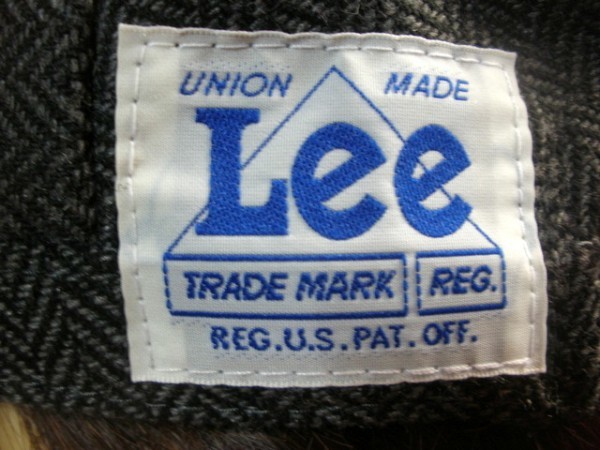 UNION MADE
Lee
TRADE MARK REG.
REG.U.S.PAT.OFF.